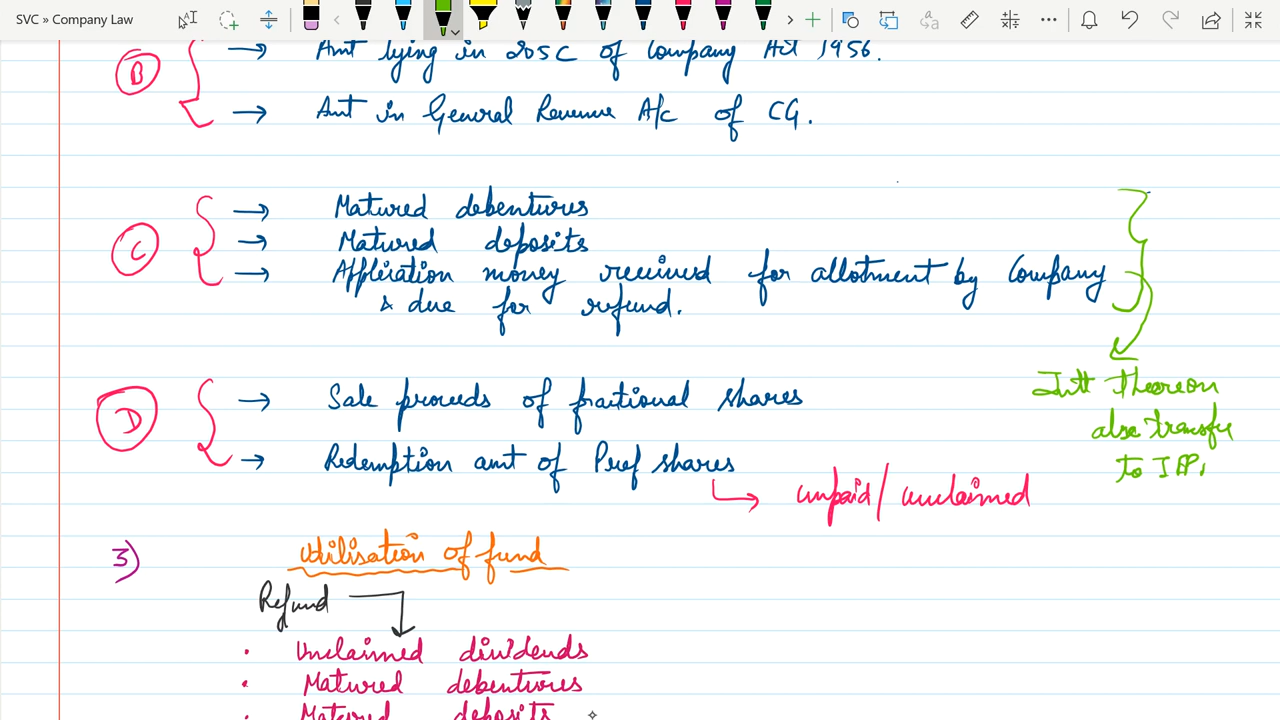 SVC » Company Law
B → Amt lying in 205C of Company Act 1956.
→ Amt in General Revenue A/c of CG.
C → Matured debentures
→ Matured deposits
→ Application money received for allotment by Company
& due for refund.
Intt Thereon
also transfer
to
D → Sale proceeds of fractional shares
→ Redemption amt of Pref shares
→ unpaid/unclaimed
3) Utilisation of fund
Refund
• Unclaimed dividends
• Matured debentures
• Matured deposits